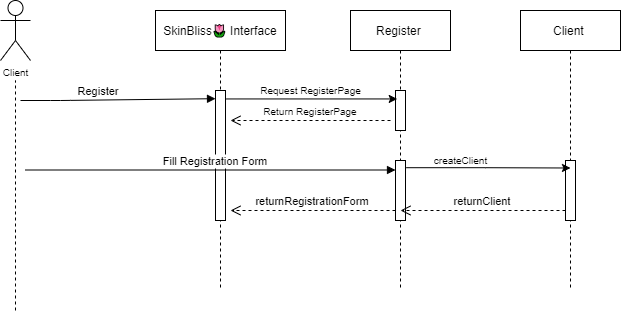 SkinBliss🌷 Interface
Register
Client
Client
Register
Request RegisterPage
Return RegisterPage
Fill Registration Form
createClient
returnRegistrationForm
returnClient